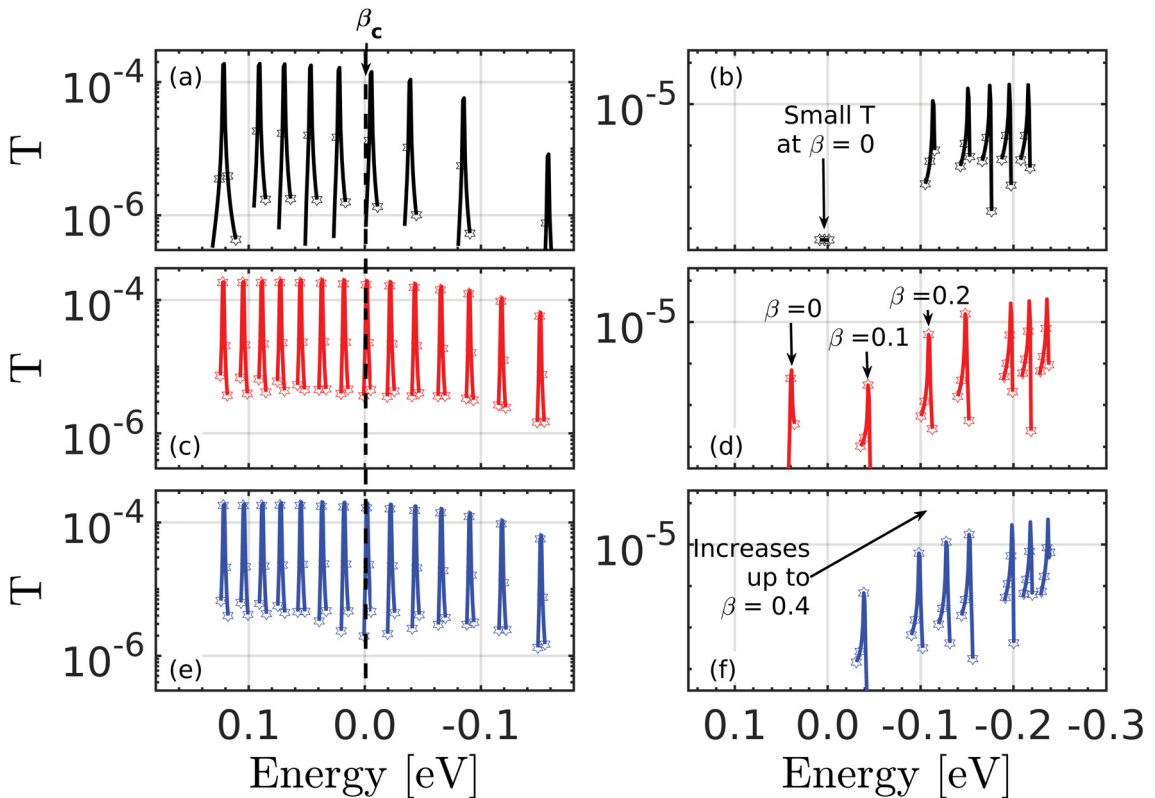 βc
(a)
10⁻⁴
10⁻⁶
T
(b)
10⁻⁵
Small T
at β = 0
(c)
10⁻⁴
10⁻⁶
T
(d)
10⁻⁵
β =0
β =0.1
β =0.2
(e)
10⁻⁴
10⁻⁶
T
0.1 0.0 -0.1
Energy [eV]
(f)
10⁻⁵
Increases
up to
β = 0.4
0.1 0.0 -0.1 -0.2 -0.3
Energy [eV]